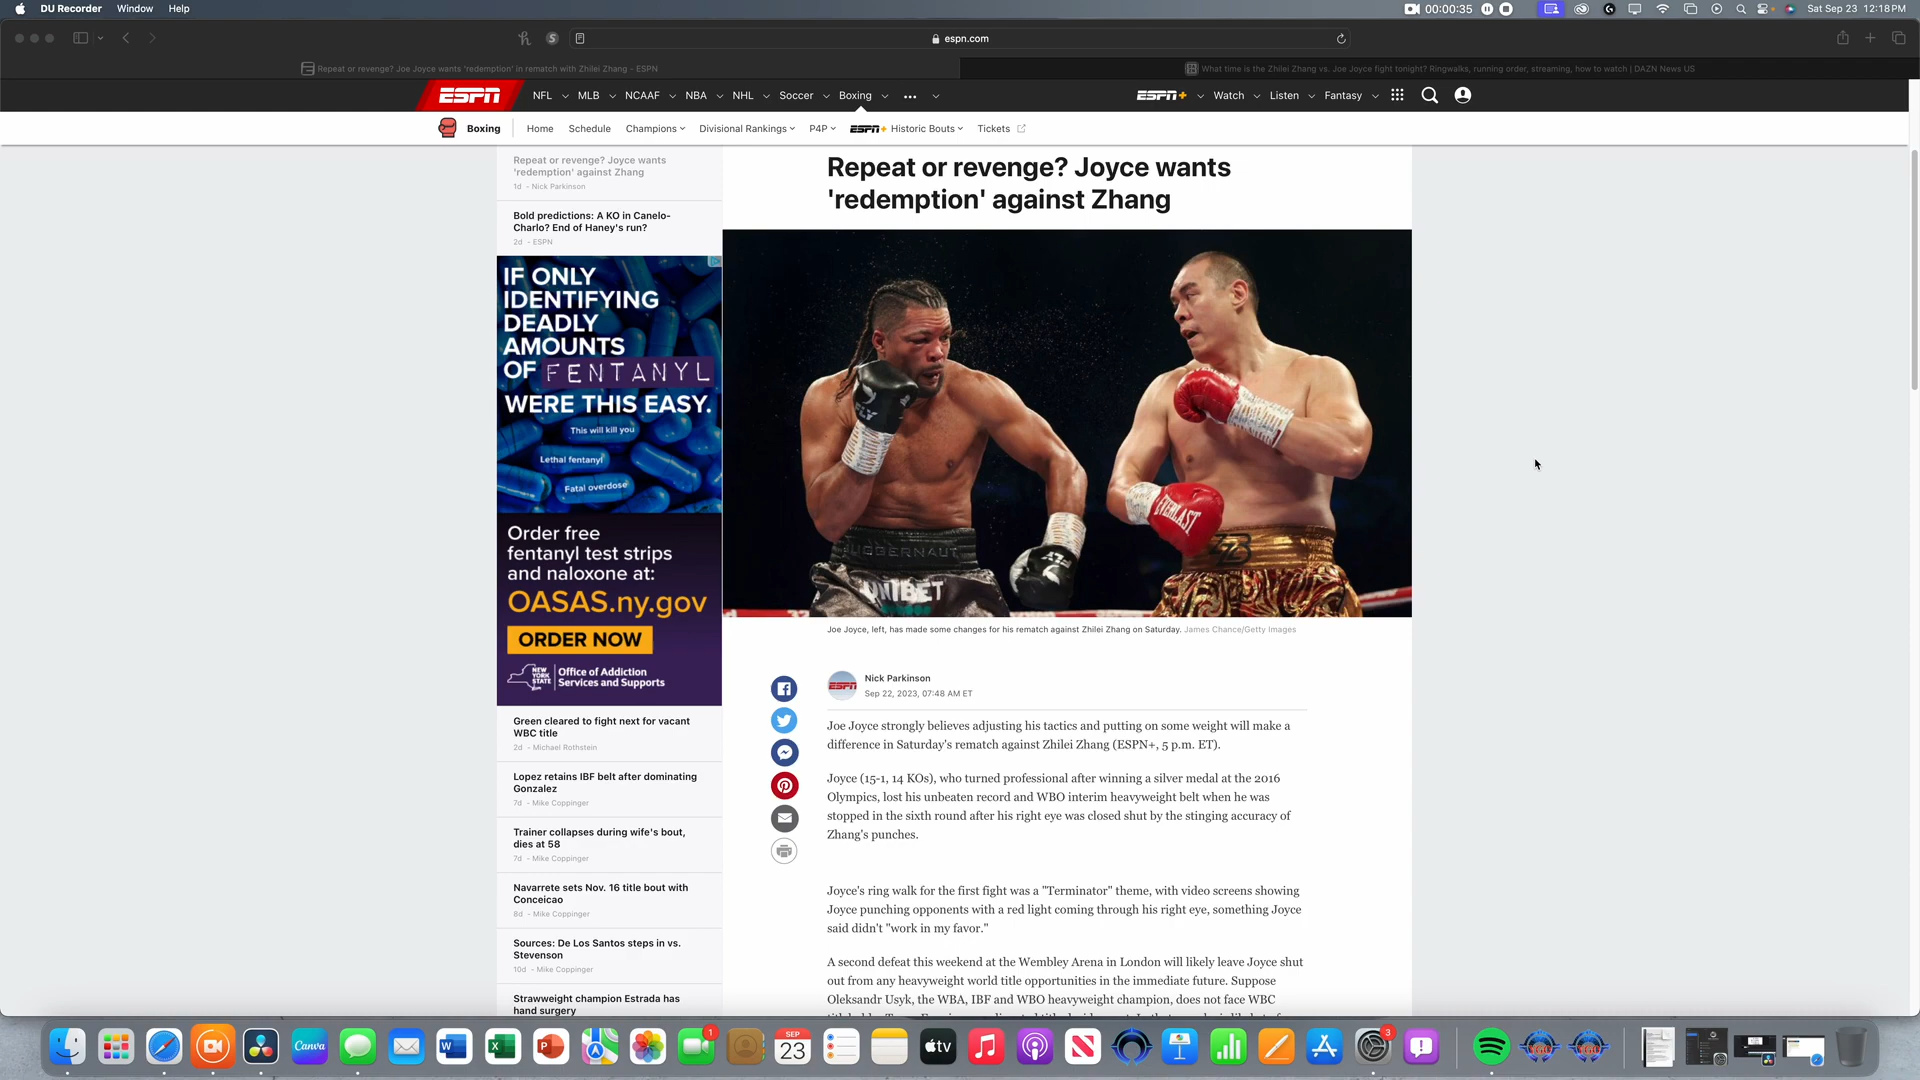 DU Recorder Window Help
00:00:35
Sat Sep 23 12:18 PM
espn.com
Repeat or revenge? Joe Joyce wants 'redemption' in rematch with Zhilei Zhang - ESPN
What time is the Zhilei Zhang vs. Joe Joyce fight tonight? Ringwalks, running order, streaming, how to watch | DAZN News US
ESPN NFL MLB NCAAF NBA NHL Soccer Boxing ••• ESPN+ Watch Listen Fantasy
Boxing Home Schedule Champions Divisional Rankings P4P ESPN+ Historic Bouts Tickets
Repeat or revenge? Joyce wants
'redemption' against Zhang
1d - Nick Parkinson
Bold predictions: A KO in Canelo-
Charlo? End of Haney's run?
2d - ESPN
IF ONLY
IDENTIFYING
DEADLY
AMOUNTS
OF FENTANYL
WERE THIS EASY.
This will kill you
Lethal fentanyl
Fatal overdose
Order free
fentanyl test strips
and naloxone at:
OASAS.ny.gov
ORDER NOW
NEW
YORK
STATE
Office of Addiction
Services and Supports
Green cleared to fight next for vacant
WBC title
2d - Michael Rothstein
Lopez retains IBF belt after dominating
Gonzalez
7d - Mike Coppinger
Trainer collapses during wife's bout,
dies at 58
7d - Mike Coppinger
Navarrete sets Nov. 16 title bout with
Conceicao
8d - Mike Coppinger
Sources: De Los Santos steps in vs.
Stevenson
10d - Mike Coppinger
Strawweight champion Estrada has
hand surgery
Repeat or revenge? Joyce wants
'redemption' against Zhang
FLY
JUGGERNAUT
UNIBET
FLY
EVERLAST
Joe Joyce, left, has made some changes for his rematch against Zhilei Zhang on Saturday. James Chance/Getty Images
ESPN
Nick Parkinson
Sep 22, 2023, 07:48 AM ET
Joe Joyce strongly believes adjusting his tactics and putting on some weight will make a
difference in Saturday's rematch against Zhilei Zhang (ESPN+, 5 p.m. ET).
Joyce (15-1, 14 KOs), who turned professional after winning a silver medal at the 2016
Olympics, lost his unbeaten record and WBO interim heavyweight belt when he was
stopped in the sixth round after his right eye was closed shut by the stinging accuracy of
Zhang's punches.
Joyce's ring walk for the first fight was a "Terminator" theme, with video screens showing
Joyce punching opponents with a red light coming through his right eye, something Joyce
said didn't "work in my favor."
A second defeat this weekend at the Wembley Arena in London will likely leave Joyce shut
out from any heavyweight world title opportunities in the immediate future. Suppose
Oleksandr Usyk, the WBA, IBF and WBO heavyweight champion, does not face WBC
Canva
W
X
P
1
SEP
23
tv
3